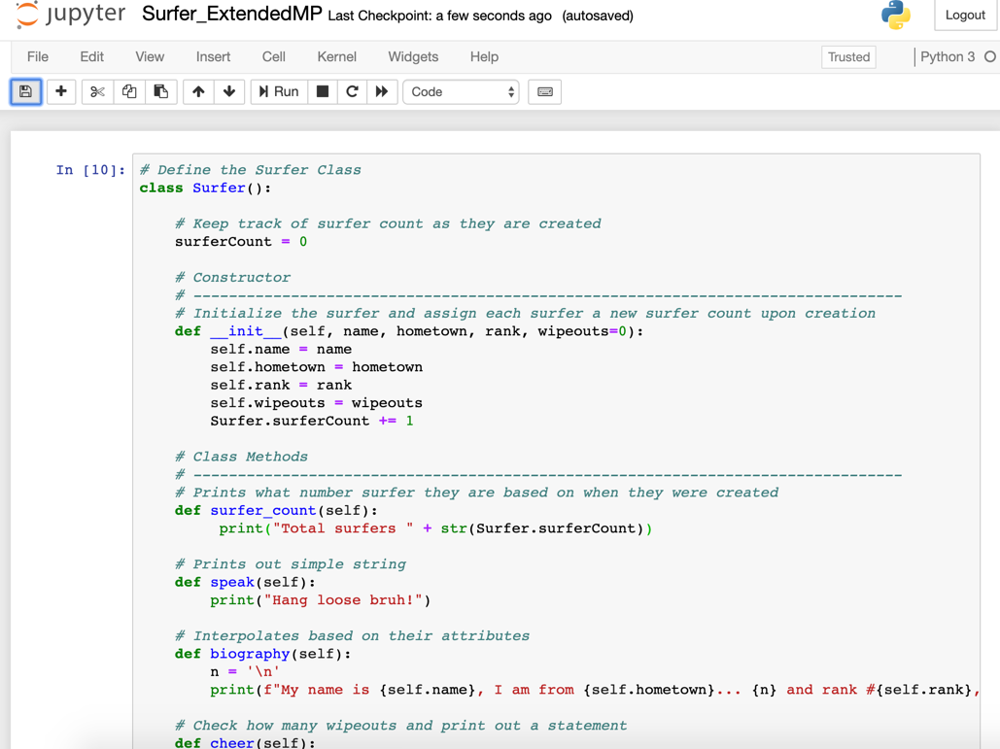 jupyter Surfer_ExtendedMP Last Checkpoint: a few seconds ago (autosaved) Logout
File Edit View Insert Cell Kernel Widgets Help Trusted Python 3
Run Code
In [10]: # Define the Surfer Class
class Surfer():
# Keep track of surfer count as they are created
surferCount = 0
# Constructor
# --------------------------------------------------------------------------------
# Initialize the surfer and assign each surfer a new surfer count upon creation
def __init__(self, name, hometown, rank, wipeouts=0):
self.name = name
self.hometown = hometown
self.rank = rank
self.wipeouts = wipeouts
Surfer.surferCount += 1
# Class Methods
# --------------------------------------------------------------------------------
# Prints what number surfer they are based on when they were created
def surfer_count(self):
print("Total surfers " + str(Surfer.surferCount))
# Prints out simple string
def speak(self):
print("Hang loose bruh!")
# Interpolates based on their attributes
def biography(self):
n = '\n'
print(f"My name is {self.name}, I am from {self.hometown}... {n} and rank #{self.rank},
# Check how many wipeouts and print out a statement
def cheer(self):